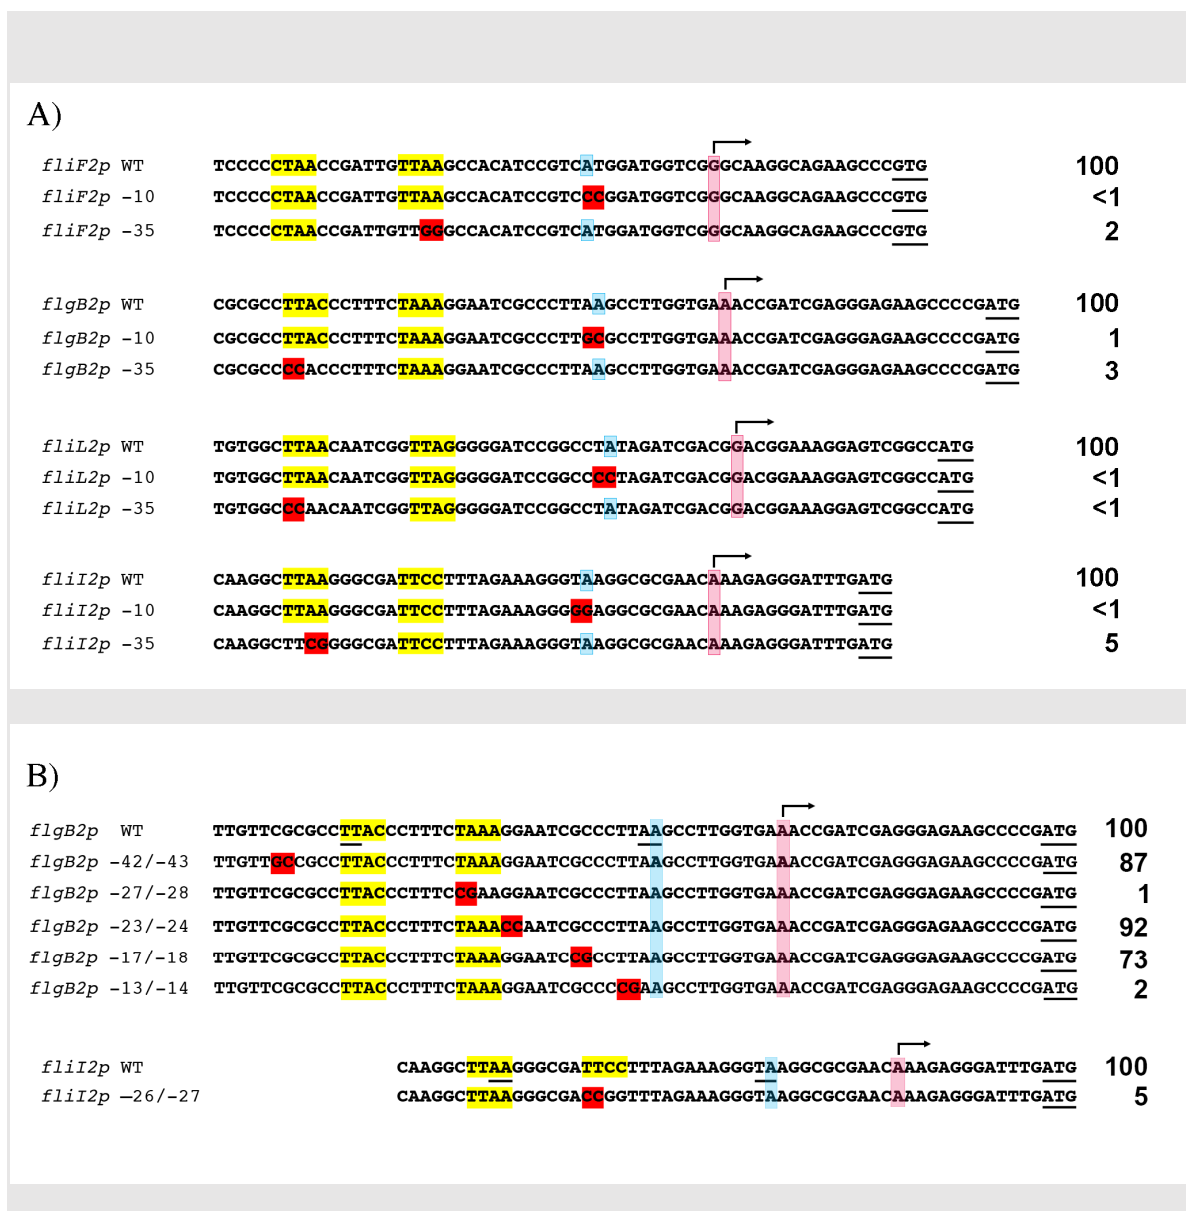 A)
fliF2p WT TCCCCCTAACCGATTGTTAAGCCACATCCGTCATGGATGGTCGGGCAAGGCAGAAGCCCGTG 100
fliF2p -10 TCCCCCTAACCGATTGTTAAGCCACATCCGTCCCGGATGGTCGGGCAAGGCAGAAGCCCGTG <1
fliF2p -35 TCCCCCTAACCGATTGTTGGGCCACATCCGTCATGGATGGTCGGGCAAGGCAGAAGCCCGTG 2
flgB2p WT CGCGCCTTACCCTTTCTAAAGGAATCGCCCTTAAGCCTTGGTGAAACCGATCGAGGGAGAAGCCCCGATG 100
flgB2p -10 CGCGCCTTACCCTTTCTAAAGGAATCGCCCTTGCGCCTTGGTGAAACCGATCGAGGGAGAAGCCCCGATG 1
flgB2p -35 CGCGCCCCACCCTTTCTAAAGGAATCGCCCTTAAGCCTTGGTGAAACCGATCGAGGGAGAAGCCCCGATG 3
fliL2p WT TGTGGCTTAACAATCGGTTAGGGGGATCCGGCCTATAGATCGACGGACGGAAAGGAGTCGGCCATG 100
fliL2p -10 TGTGGCTTAACAATCGGTTAGGGGGATCCGGCCCCTAGATCGACGGACGGAAAGGAGTCGGCCATG <1
fliL2p -35 TGTGGCCCAACAATCGGTTAGGGGGATCCGGCCTATAGATCGACGGACGGAAAGGAGTCGGCCATG <1
fliI2p WT CAAGGCTTAAGGGCGATTCCTTTAGAAAGGGTAAGGCGCGAACAAAGAGGGATTTGATG 100
fliI2p -10 CAAGGCTTAAGGGCGATTCCTTTAGAAAGGGGGAGGCGCGAACAAAGAGGGATTTGATG <1
fliI2p -35 CAAGGCTTCGGGGCGATTCCTTTAGAAAGGGTAAGGCGCGAACAAAGAGGGATTTGATG 5
B)
flgB2p WT TTGTTCGCGCCTTACCCTTTCTAAAGGAATCGCCCTTAAGCCTTGGTGAAACCGATCGAGGGAGAAGCCCCGATG 100
flgB2p -42/-43 TTGTTGCCGCCTTACCCTTTCTAAAGGAATCGCCCTTAAGCCTTGGTGAAACCGATCGAGGGAGAAGCCCCGATG 87
flgB2p -27/-28 TTGTTCGCGCCTTACCCTTTCCGAAGGAATCGCCCTTAAGCCTTGGTGAAACCGATCGAGGGAGAAGCCCCGATG 1
flgB2p -23/-24 TTGTTCGCGCCTTACCCTTTCTAAACCAATCGCCCTTAAGCCTTGGTGAAACCGATCGAGGGAGAAGCCCCGATG 92
flgB2p -17/-18 TTGTTCGCGCCTTACCCTTTCTAAAGGAATCCGCCTTAAGCCTTGGTGAAACCGATCGAGGGAGAAGCCCCGATG 73
flgB2p -13/-14 TTGTTCGCGCCTTACCCTTTCTAAAGGAATCGCCCCGAAGCCTTGGTGAAACCGATCGAGGGAGAAGCCCCGATG 2
fliI2p WT CAAGGCTTAAGGGCGATTCCTTTAGAAAGGGTAAGGCGCGAACAAAGAGGGATTTGATG 100
fliI2p –26/-27 CAAGGCTTAAGGGCGACCGGTTTAGAAAGGGTAAGGCGCGAACAAAGAGGGATTTGATG 5